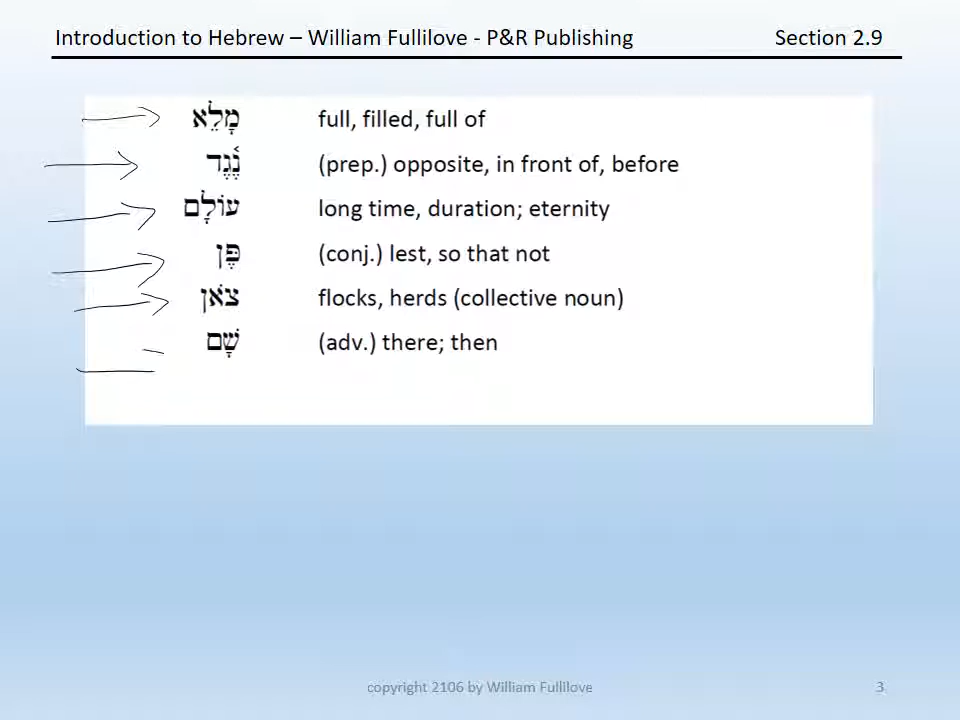 Introduction to Hebrew – William Fullilove - P&R Publishing Section 2.9
מָלֵא full, filled, full of
נֶ֫גֶד (prep.) opposite, in front of, before
עוֹלָם long time, duration; eternity
פֶּן (conj.) lest, so that not
צֹאן flocks, herds (collective noun)
שָׁם (adv.) there; then
copyright 2106 by William Fullilove 3